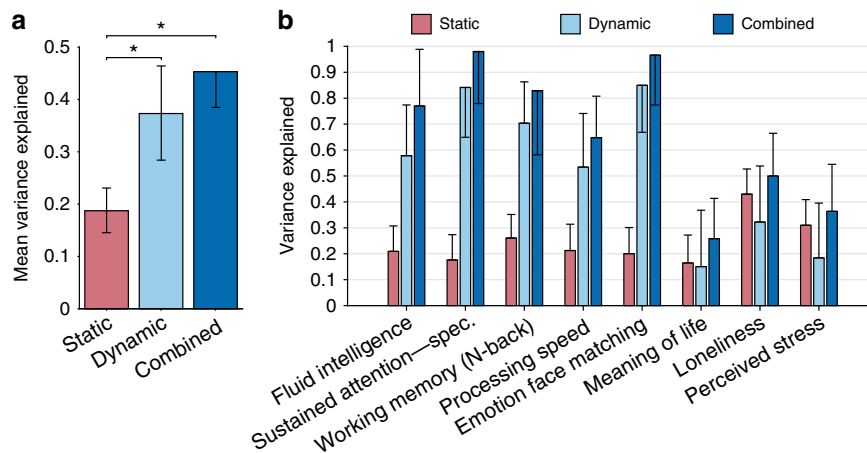 a
*
*
Mean variance explained
0.5
0.4
0.3
0.2
0.1
0
Static
Dynamic
Combined
b
Static Dynamic Combined
Variance explained
1
0.9
0.8
0.7
0.6
0.5
0.4
0.3
0.2
0.1
0
Fluid intelligence
Sustained attention—spec.
Working memory (N-back)
Processing speed
Emotion face matching
Meaning of life
Loneliness
Perceived stress